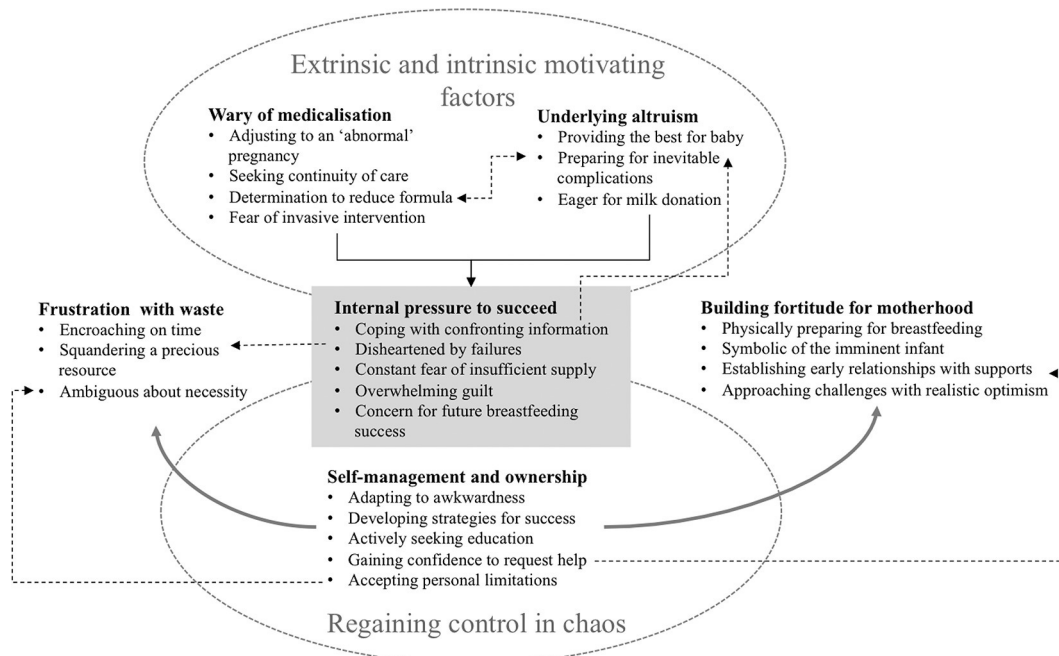 Extrinsic and intrinsic motivating
factors
Wary of medicalisation
• Adjusting to an ‘abnormal’
pregnancy
• Seeking continuity of care
• Determination to reduce formula
• Fear of invasive intervention
Underlying altruism
• Providing the best for baby
• Preparing for inevitable
complications
• Eager for milk donation
Frustration with waste
• Encroaching on time
• Squandering a precious
resource
• Ambiguous about necessity
Internal pressure to succeed
• Coping with confronting information
• Disheartened by failures
• Constant fear of insufficient supply
• Overwhelming guilt
• Concern for future breastfeeding
success
Building fortitude for motherhood
• Physically preparing for breastfeeding
• Symbolic of the imminent infant
• Establishing early relationships with supports
• Approaching challenges with realistic optimism
Self-management and ownership
• Adapting to awkwardness
• Developing strategies for success
• Actively seeking education
• Gaining confidence to request help
• Accepting personal limitations
Regaining control in chaos